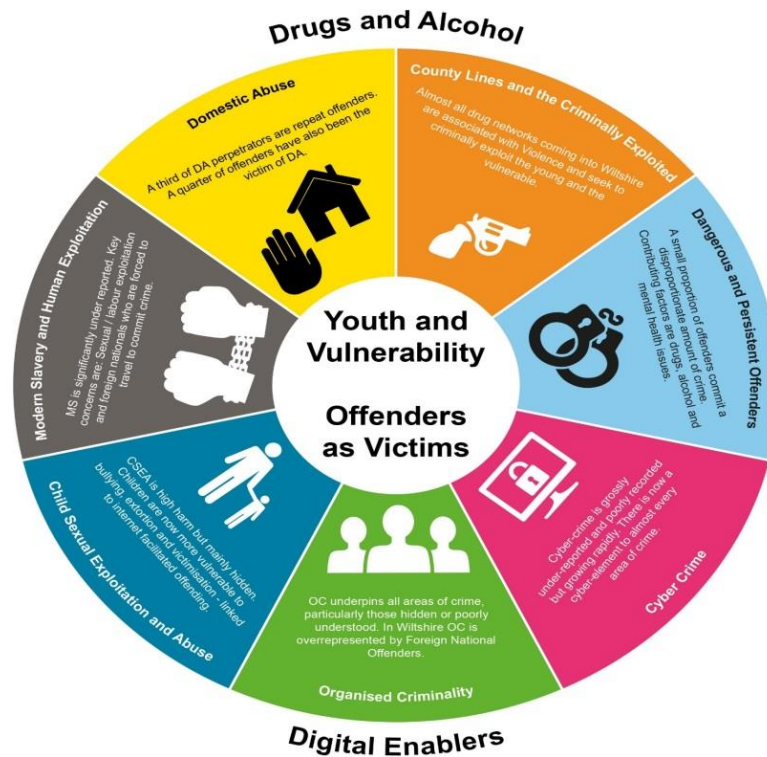 Drugs and Alcohol
Domestic Abuse
A third of DA perpetrators are repeat offenders.
A quarter of offenders have also been the
victim of DA.
County Lines and the Criminally Exploited
Almost all drug networks coming into Wiltshire
are associated with Violence and seek to
criminally exploit the young and the
vulnerable.
Dangerous and Persistent Offenders
A small proportion of offenders commit a
disproportionate amount of crime.
Contributing factors are drugs, alcohol and
mental health issues.
Cyber-crime is grossly
under-reported and poorly recorded
but growing rapidly. There is now a
cyber-element to almost every
area of crime.
Cyber Crime
OC underpins all areas of crime,
particularly those hidden or poorly
understood. In Wiltshire OC is
overrepresented by Foreign National
Offenders.
Organised Criminality
CSEA is high harm but mainly hidden.
Children are now more vulnerable to
bullying, extortion and victimisation - linked
to internet facilitated offending.
Child Sexual Exploitation and Abuse
Modern Slavery and Human Exploitation
MS is significantly under reported. Key
concerns are: Sexual / labour exploitation
and foreign nationals who are forced to
travel to commit crime.
Youth and
Vulnerability
Offenders
as Victims
Digital Enablers